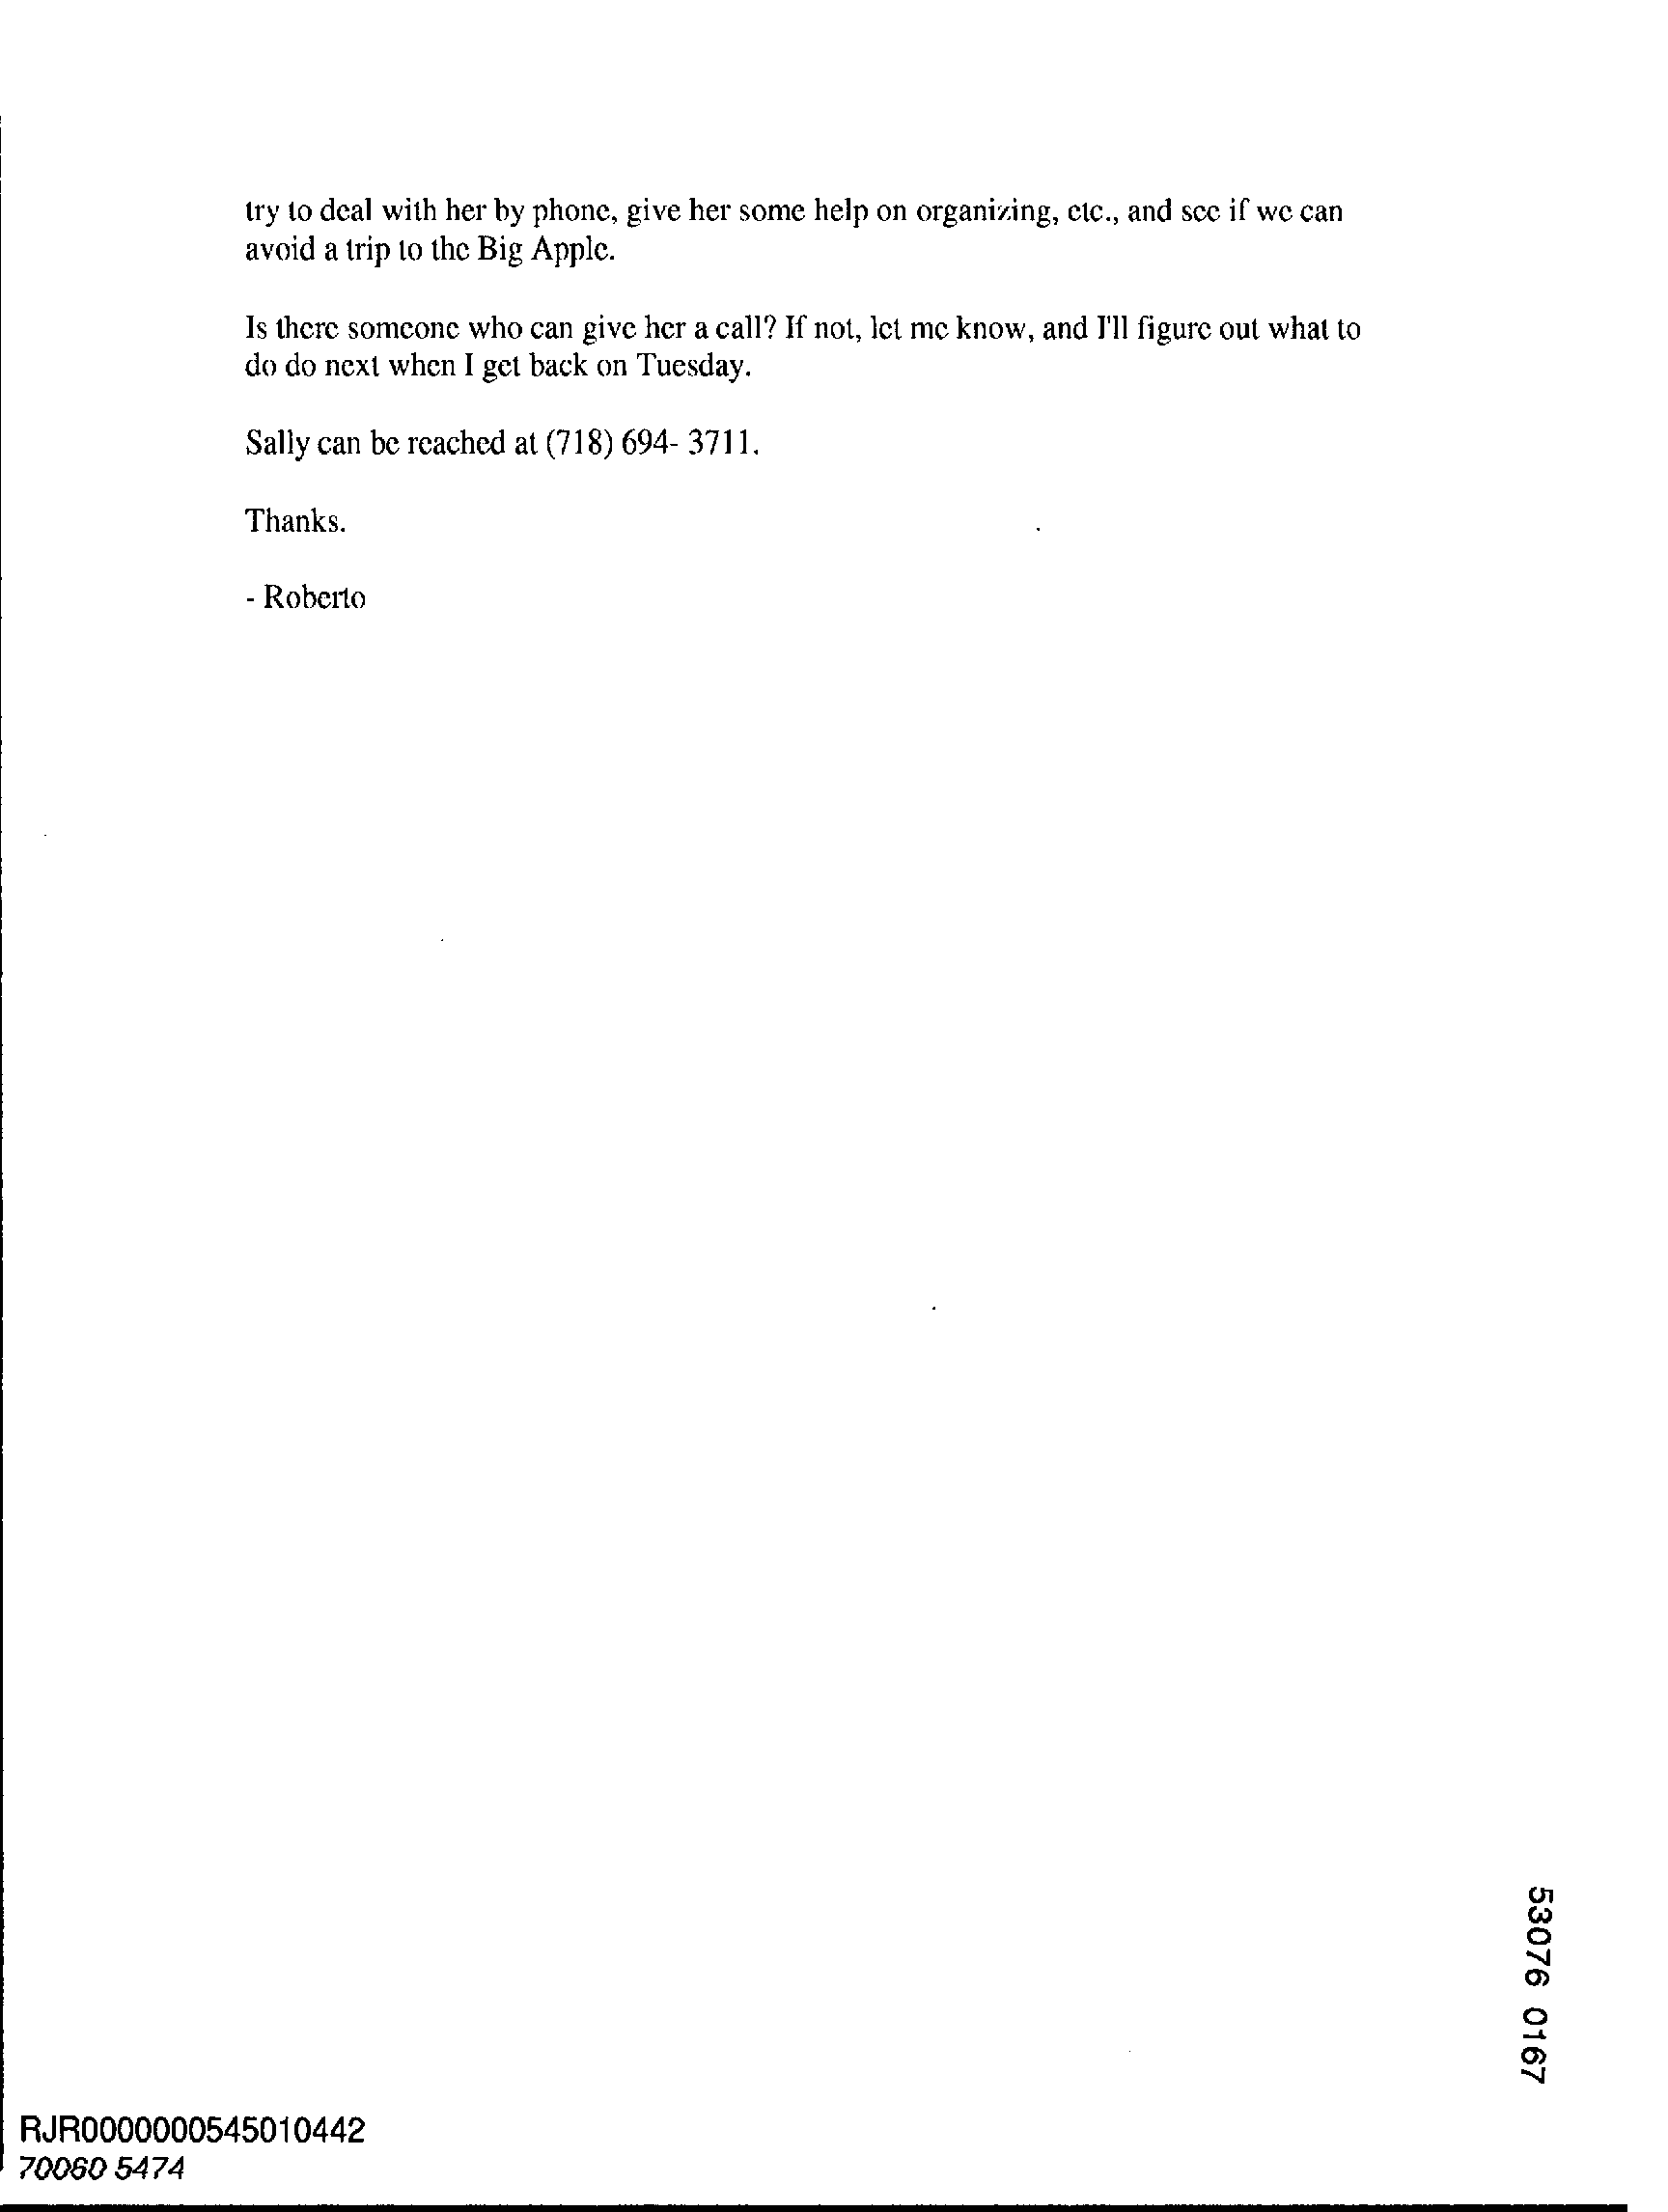 try to deal with her by phone, give her some help on organizing, etc., and see if we can
avoid a trip to the Big Apple.
Is there someone who can give her a call? If not, let me know, and I'll figure out what to
do do next when I get back on Tuesday.
Sally can be reached at (718) 694- 3711.
Thanks.
- Roberto
53076 0167
RJR0000000545010442
70060 5474